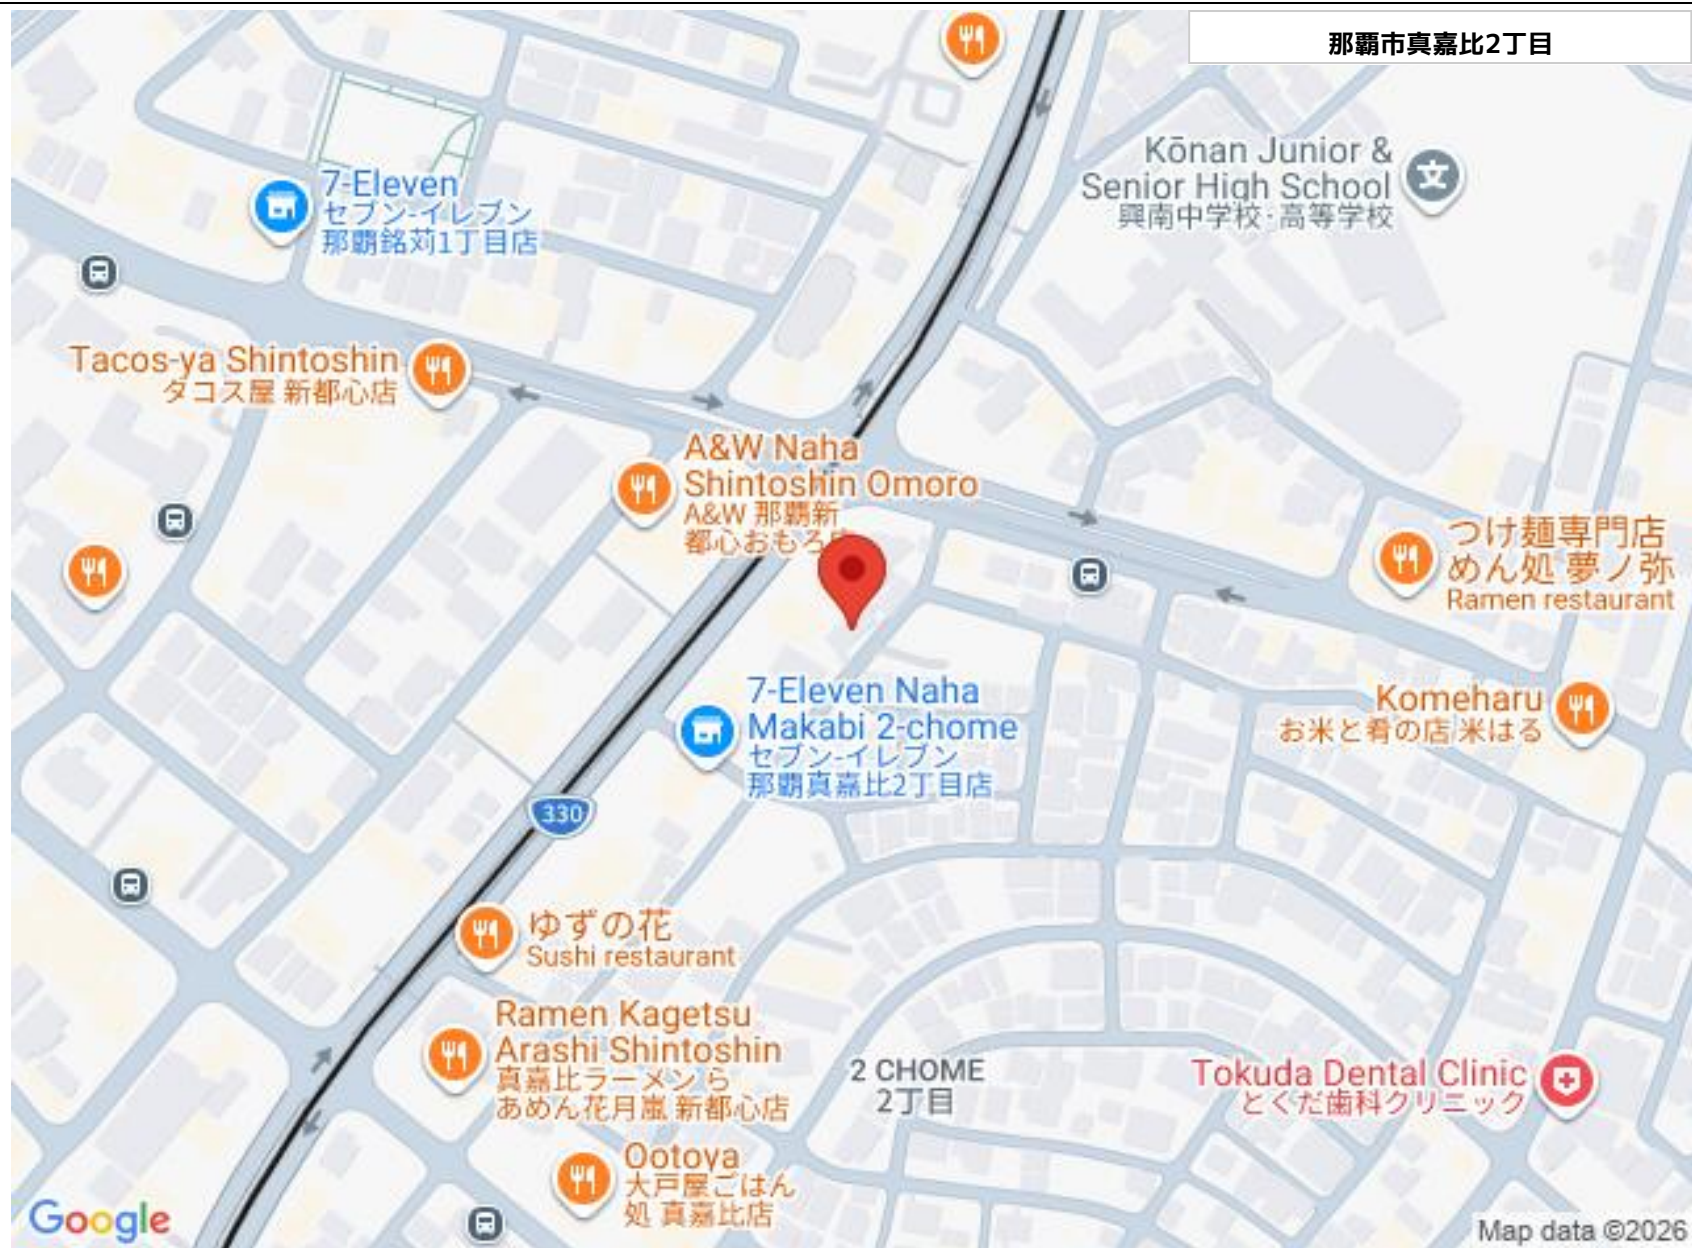 那覇市真嘉比2丁目
Kōnan Junior &
Senior High School
興南中学校·高等学校
7-Eleven
セブン-イレブン
那覇銘苅1丁目店
Tacos-ya Shintoshin
タコス屋 新都心店
A&W Naha
Shintoshin Omoro
A&W 那覇新
都心おもろ
つけ麺専門店
めん処 夢ノ弥
Ramen restaurant
7-Eleven Naha
Makabi 2-chome
セブン-イレブン
那覇真嘉比2丁目店
Komeharu
お米と肴の店 米はる
330
ゆずの花
Sushi restaurant
Ramen Kagetsu
Arashi Shintoshin
真嘉比ラーメン ら
あめん花月嵐 新都心店
2 CHOME
2丁目
Tokuda Dental Clinic
とくだ歯科クリニック
Ootoya
大戸屋ごはん
処 真嘉比店
Google
Map data ©2026